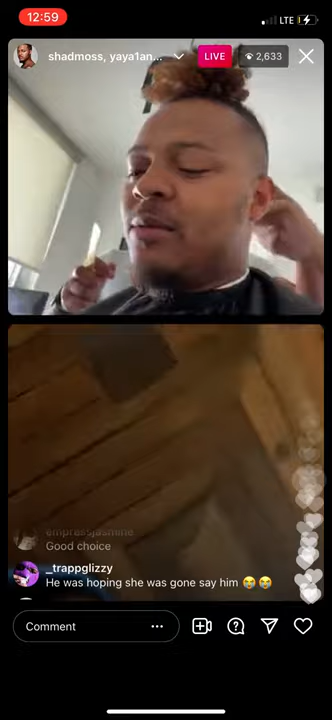 12:59
LTE
shadmoss, yaya1an...
LIVE
2,633
empressjasmine
Good choice
_trappglizzy
He was hoping she was gone say him 😭😭
Comment